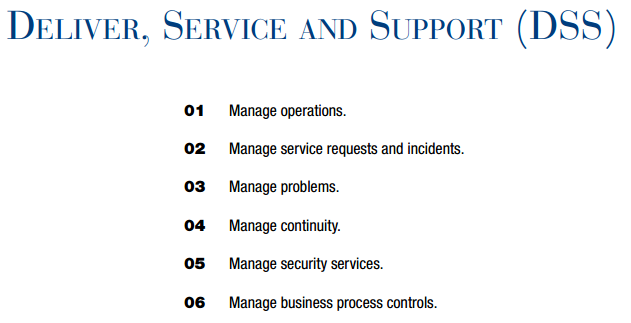 DELIVER, SERVICE AND SUPPORT (DSS)
01 Manage operations.
02 Manage service requests and incidents.
03 Manage problems.
04 Manage continuity.
05 Manage security services.
06 Manage business process controls.